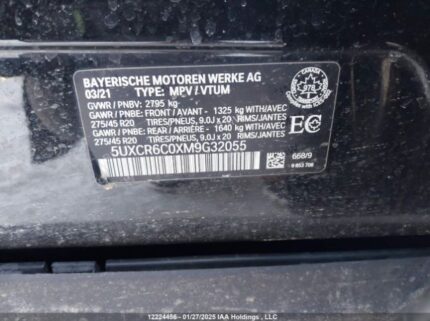 BAYERISCHE MOTOREN WERKE AG
03/21 TYPE: MPV / VTUM
GVWR / PNBV: 2795 kg
GAWR / PNBE: FRONT / AVANT - 1325 kg WITH/AVEC
275/45 R20 TIRES/PNEUS, 9.0J x 20 RIMS/JANTES
GAWR / PNBE: REAR / ARRIÈRE - 1640 kg WITH/AVEC
275/45 R20 TIRES/PNEUS, 9.0J x 20 RIMS/JANTES
5UXCR6C0XM9G32055
CANADA
978
EC
668/9
12224456 - 01/27/2025 IAA Holdings, LLC